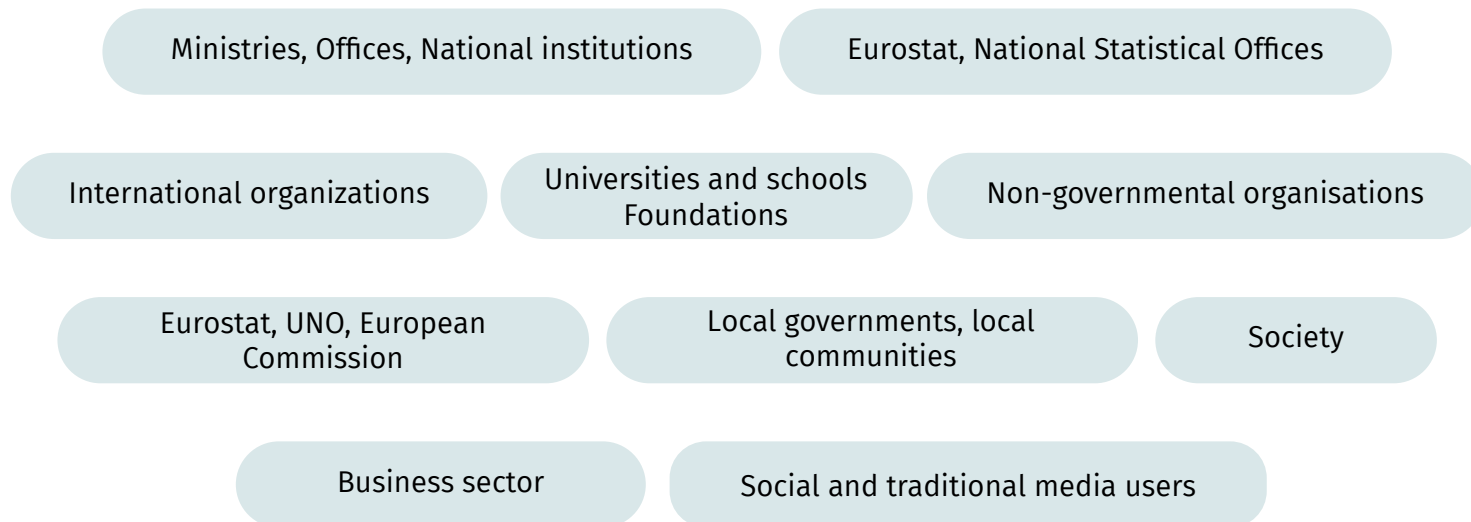 Ministries, Offices, National institutions
Eurostat, National Statistical Offices
International organizations
Universities and schools
Foundations
Non-governmental organisations
Eurostat, UNO, European
Commission
Local governments, local
communities
Society
Business sector
Social and traditional media users